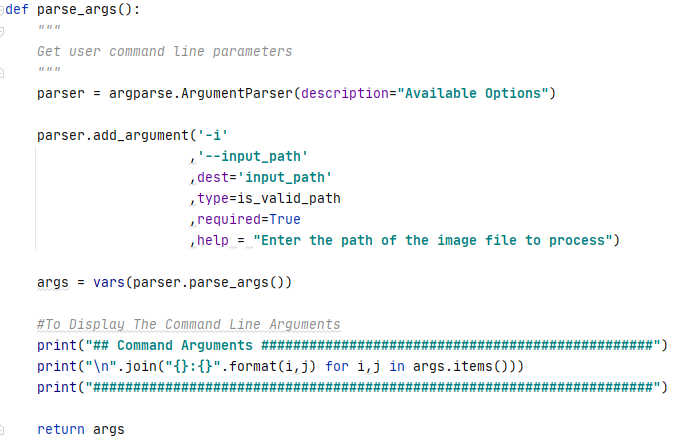 def parse_args():
    """
    Get user command line parameters
    """
    parser = argparse.ArgumentParser(description="Available Options")
    parser.add_argument('-i'
                        ,'--input_path'
                        ,dest='input_path'
                        ,type=is_valid_path
                        ,required=True
                        ,help = "Enter the path of the image file to process")
    args = vars(parser.parse_args())
    #To Display The Command Line Arguments
    print("## Command Arguments #################################################")
    print("\n".join("{}:{}".format(i,j) for i,j in args.items()))
    print("######################################################################")
    return args